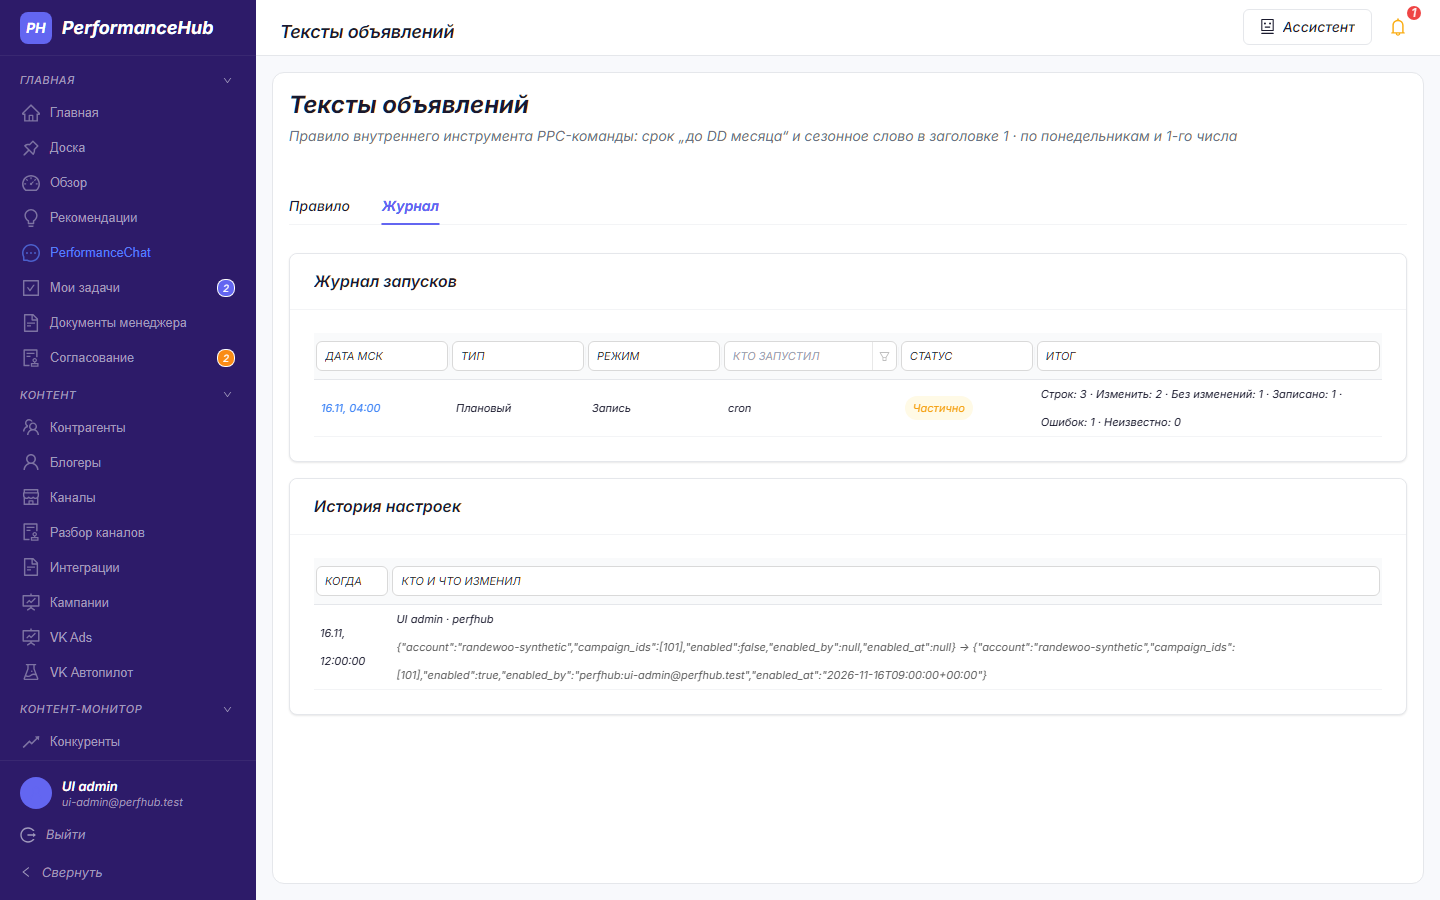 PH PerformanceHub
ГЛАВНАЯ
Главная
Доска
Обзор
Рекомендации
PerformanceChat
Мои задачи 2
Документы менеджера
Согласование 2
КОНТЕНТ
Контрагенты
Блогеры
Каналы
Разбор каналов
Интеграции
Кампании
VK Ads
VK Автопилот
КОНТЕНТ-МОНИТОР
Конкуренты
UI admin
ui-admin@perfhub.test
Выйти
Свернуть
Тексты объявлений
Ассистент
1
Тексты объявлений
Правило внутреннего инструмента PPC-команды: срок „до DD месяца“ и сезонное слово в заголовке 1 · по понедельникам и 1-го числа
Правило Журнал
Журнал запусков
ДАТА МСК ТИП РЕЖИМ КТО ЗАПУСТИЛ СТАТУС ИТОГ
16.11, 04:00 Плановый Запись cron Частично Строк: 3 · Изменить: 2 · Без изменений: 1 · Записано: 1 ·
Ошибок: 1 · Неизвестно: 0
История настроек
КОГДА КТО И ЧТО ИЗМЕНИЛ
16.11,
12:00:00
UI admin · perfhub
{"account":"randewoo-synthetic","campaign_ids":[101],"enabled":false,"enabled_by":null,"enabled_at":null} → {"account":"randewoo-synthetic","campaign_ids":
[101],"enabled":true,"enabled_by":"perfhub:ui-admin@perfhub.test","enabled_at":"2026-11-16T09:00:00+00:00"}